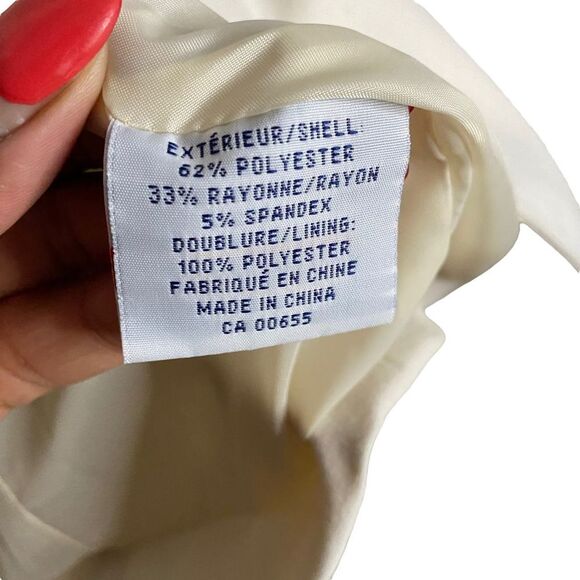 EXTÉRIEUR/SHELL:
62% POLYESTER
33% RAYONNE/RAYON
5% SPANDEX
DOUBLURE/LINING:
100% POLYESTER
FABRIQUÉ EN CHINE
MADE IN CHINA
CA 00655